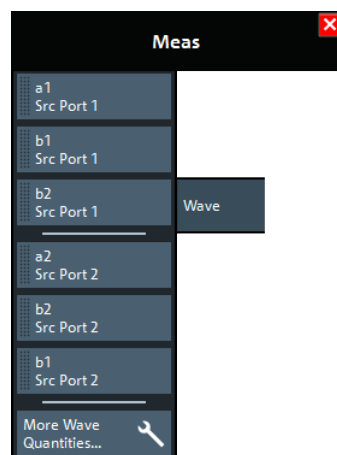 Meas
a1
Src Port 1
b1
Src Port 1
b2
Src Port 1
Wave
a2
Src Port 2
b2
Src Port 2
b1
Src Port 2
More Wave
Quantities...